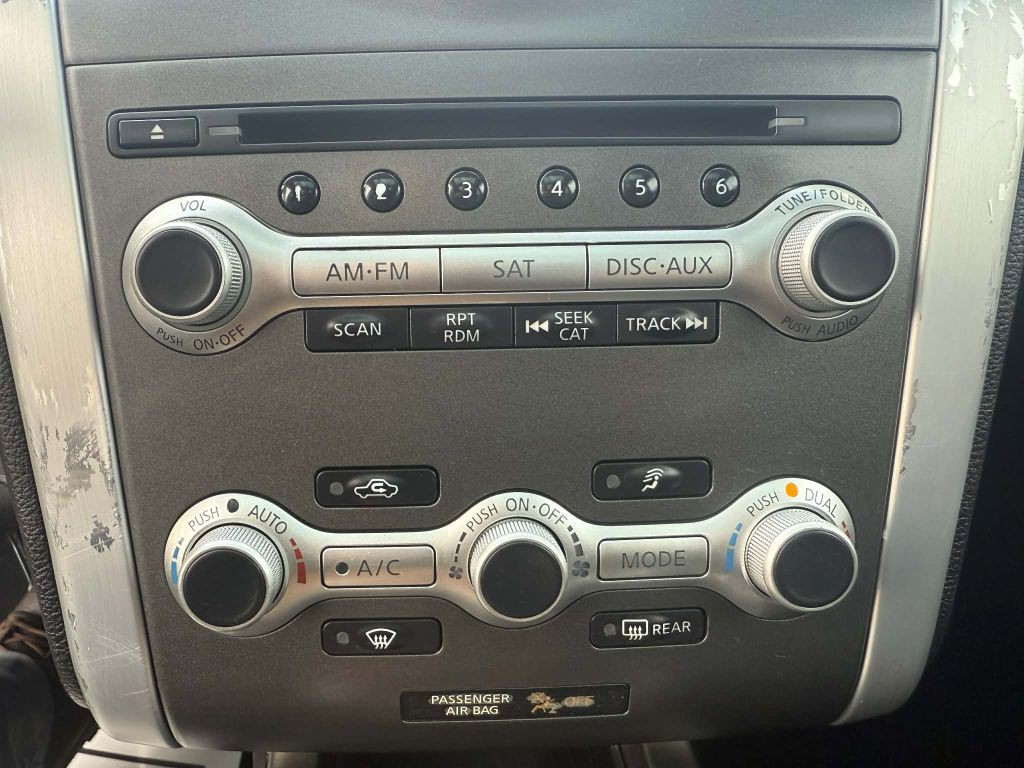 1 2 3 4 5 6
VOL
TUNE/FOLDER
AM·FM SAT DISC·AUX
PUSH ON·OFF
PUSH AUDIO
SCAN
RPT
RDM
SEEK
CAT
TRACK
PUSH AUTO
PUSH ON·OFF
PUSH DUAL
A/C
MODE
REAR
PASSENGER
AIR BAG
OFF